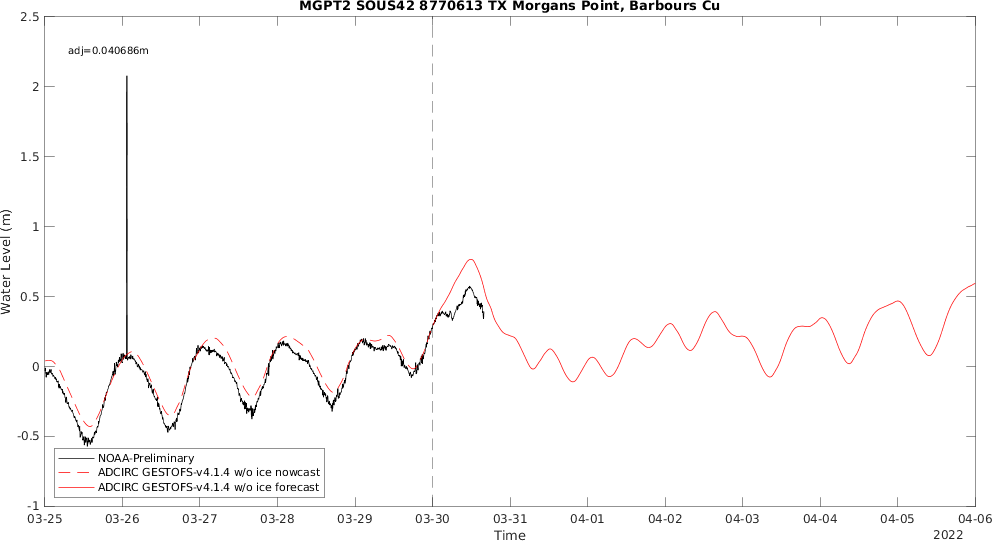 MGPT2 SOUS42 8770613 TX Morgans Point, Barbours Cu
adj=0.040686m
2.5
2
1.5
1
0.5
0
-0.5
-1
Water Level (m)
NOAA-Preliminary
ADCIRC GESTOFS-v4.1.4 w/o ice nowcast
ADCIRC GESTOFS-v4.1.4 w/o ice forecast
03-25 03-26 03-27 03-28 03-29 03-30 03-31 04-01 04-02 04-03 04-04 04-05 04-06
Time
2022